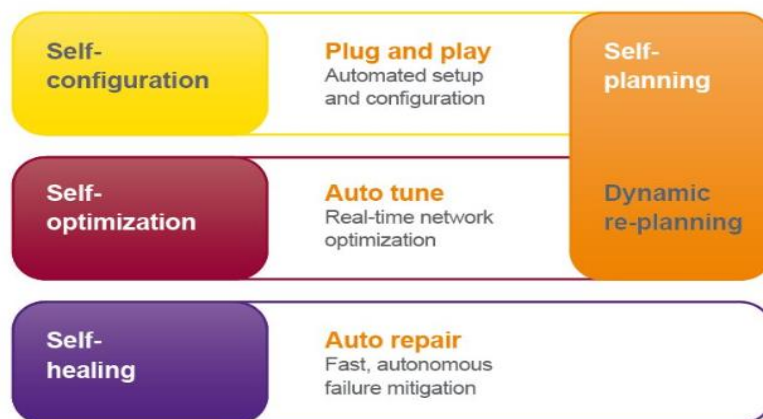 Self-
configuration
Plug and play
Automated setup
and configuration
Self-
planning
Self-
optimization
Auto tune
Real-time network
optimization
Dynamic
re-planning
Self-
healing
Auto repair
Fast, autonomous
failure mitigation